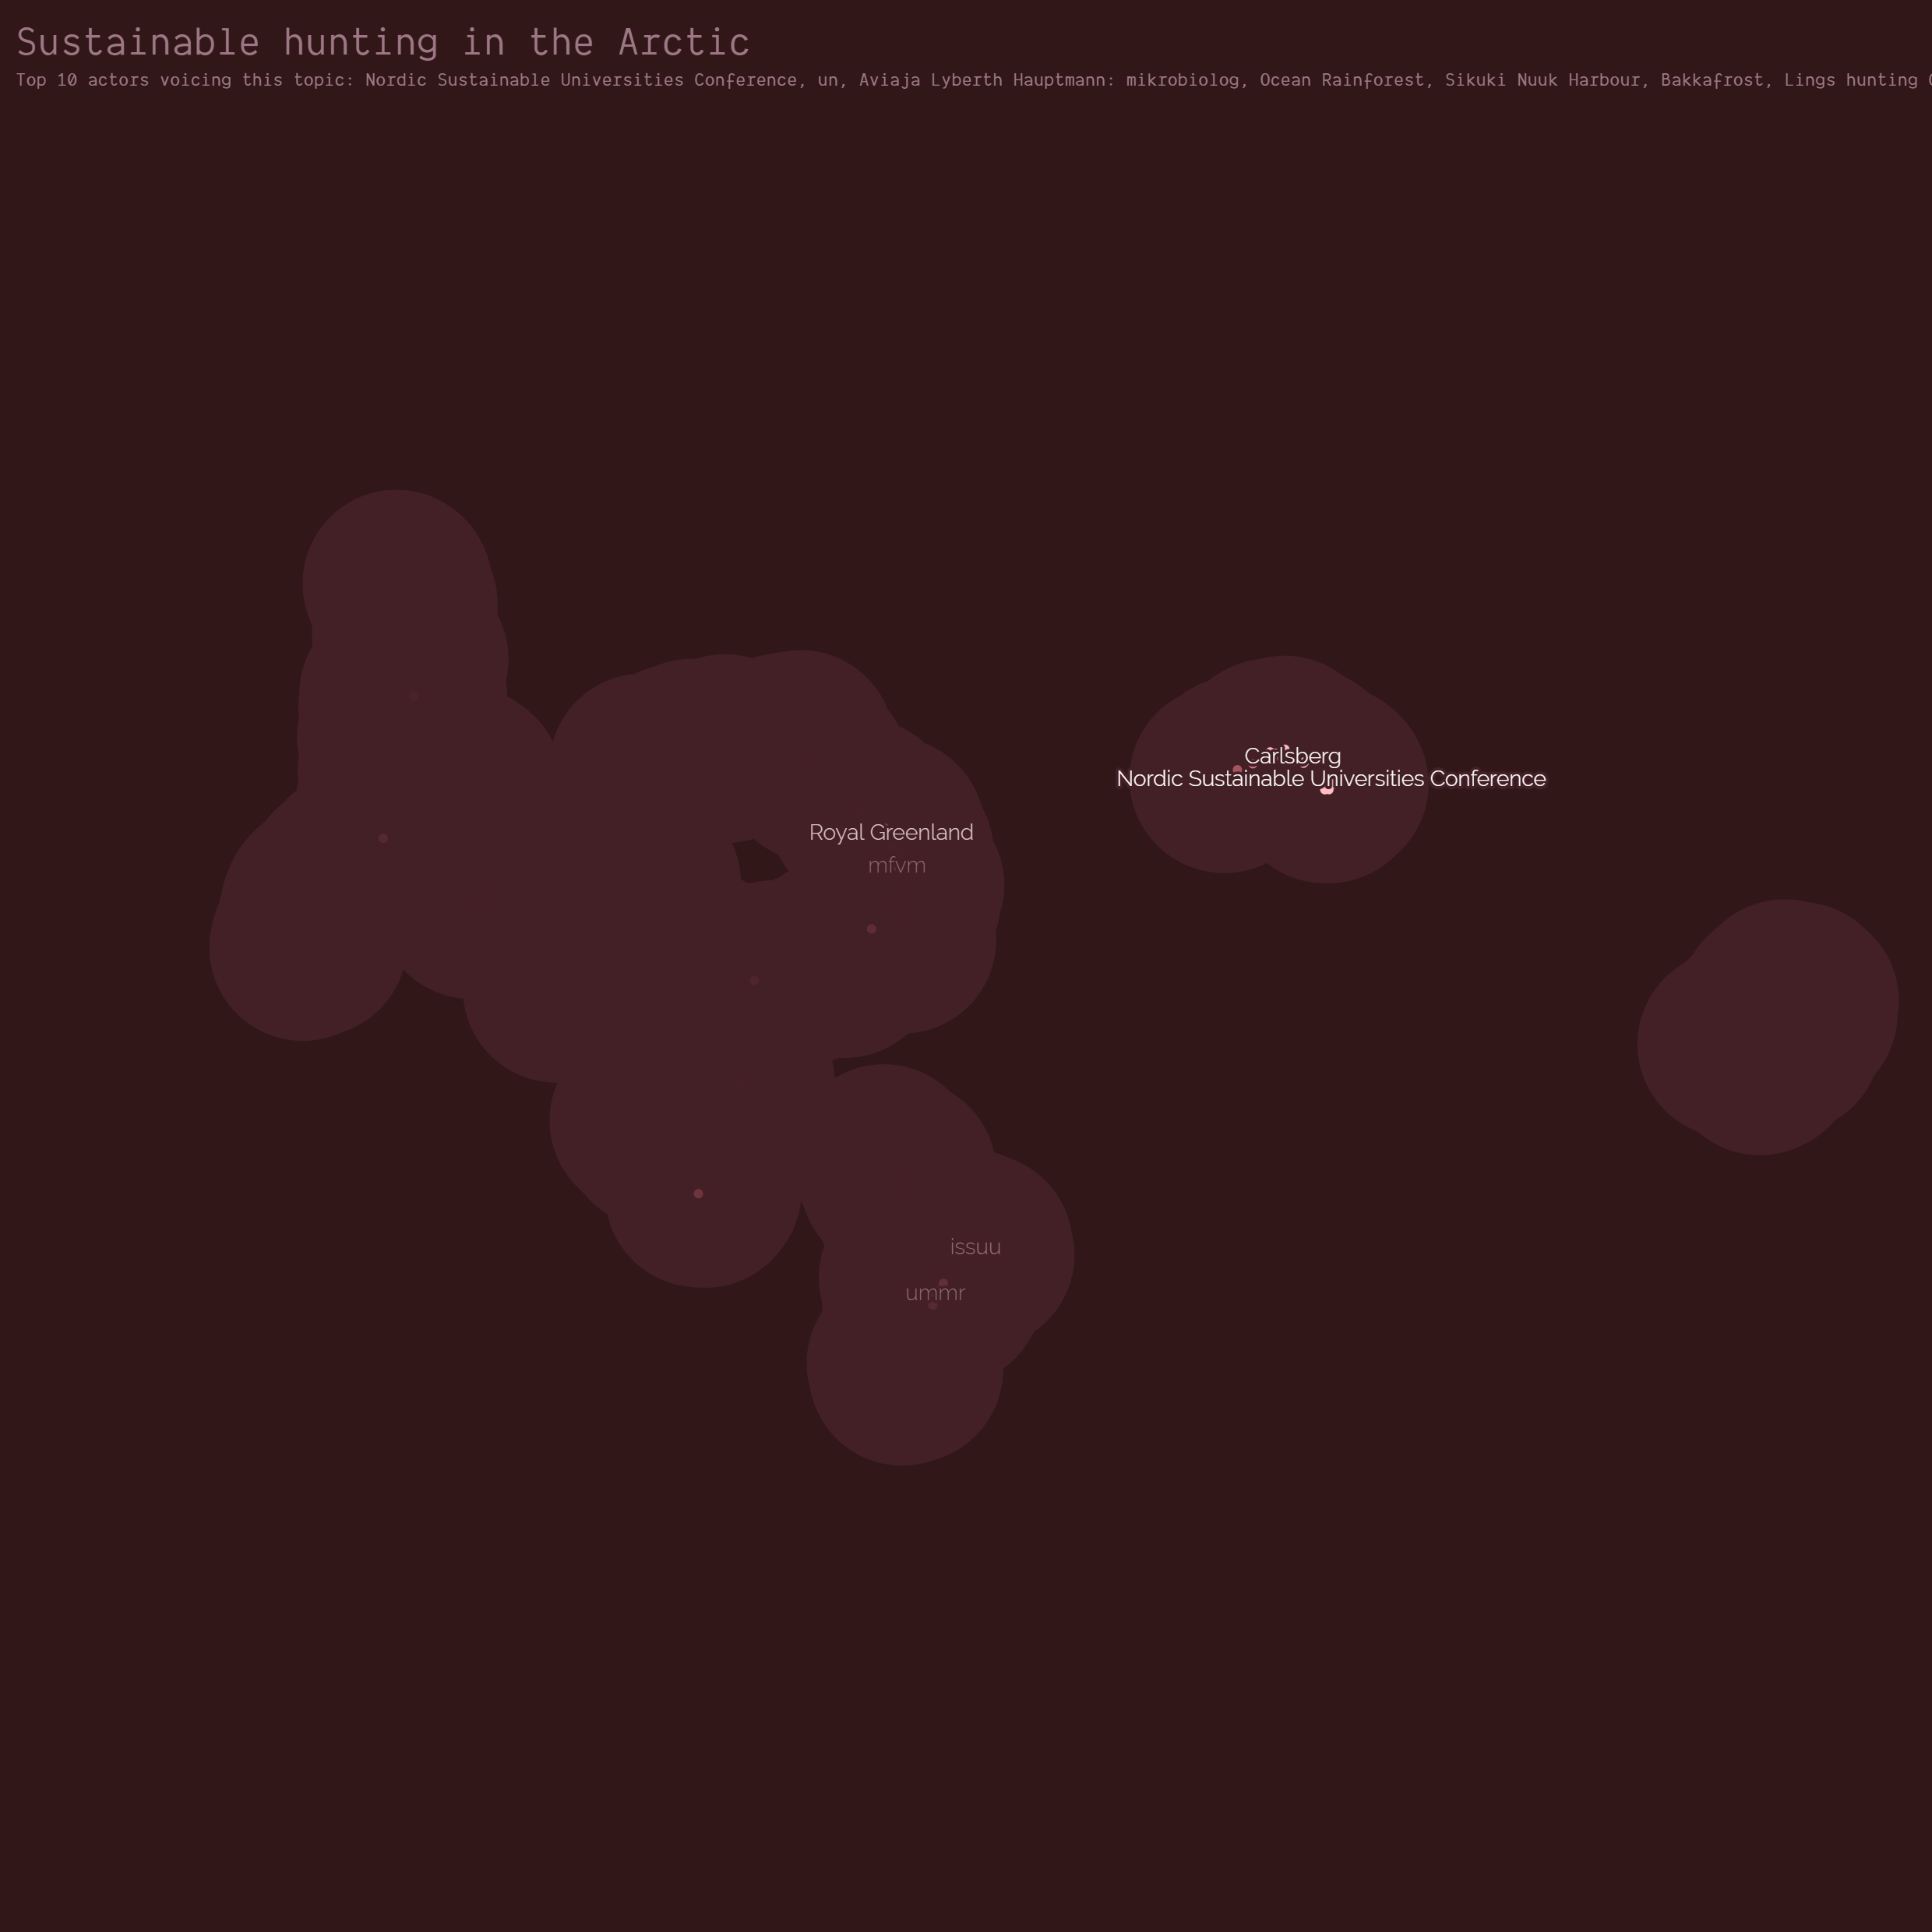 Sustainable hunting in the Arctic
Top 10 actors voicing this topic: Nordic Sustainable Universities Conference, un, Aviaja Lyberth Hauptmann: mikrobiolog, Ocean Rainforest, Sikuki Nuuk Harbour, Bakkafrost, Lings hunting
Carlsberg
Nordic Sustainable Universities Conference
Royal Greenland
mfvm
issuu
ummr